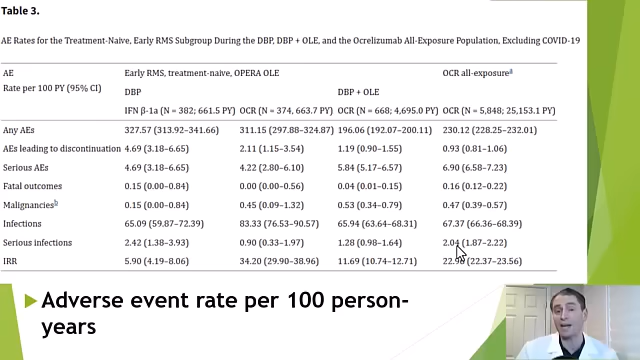 Table 3.
AE Rates for the Treatment-Naive, Early RMS Subgroup During the DBP, DBP + OLE, and the Ocrelizumab All-Exposure Population, Excluding COVID-19
AE Early RMS, treatment-naive, OPERA OLE OCR all-exposureᵃ
Rate per 100 PY (95% CI)
DBP DBP + OLE
IFN β-1a (N = 382; 661.5 PY) OCR (N = 374, 663.7 PY) OCR (N = 668; 4,695.0 PY) OCR (N = 5,848; 25,153.1 PY)
Any AEs 327.57 (313.92–341.66) 311.15 (297.88–324.87) 196.06 (192.07–200.11) 230.12 (228.25–232.01)
AEs leading to discontinuation 4.69 (3.18–6.65) 2.11 (1.15–3.54) 1.19 (0.90–1.55) 0.93 (0.81–1.06)
Serious AEs 4.69 (3.18–6.65) 4.22 (2.80–6.10) 5.84 (5.17–6.57) 6.90 (6.58–7.23)
Fatal outcomes 0.15 (0.00–0.84) 0.00 (0.00–0.56) 0.04 (0.01–0.15) 0.16 (0.12–0.22)
Malignanciesᵇ 0.15 (0.00–0.84) 0.45 (0.09–1.32) 0.53 (0.34–0.79) 0.47 (0.39–0.57)
Infections 65.09 (59.87–72.39) 83.33 (76.53–90.57) 65.94 (63.64–68.31) 67.37 (66.36–68.39)
Serious infections 2.42 (1.38–3.93) 0.90 (0.33–1.97) 1.28 (0.98–1.64) 2.04 (1.87–2.22)
IRR 5.90 (4.19–8.06) 34.20 (29.90–38.96) 11.69 (10.74–12.71) (22.37–23.56)
Adverse event rate per 100 person-
years